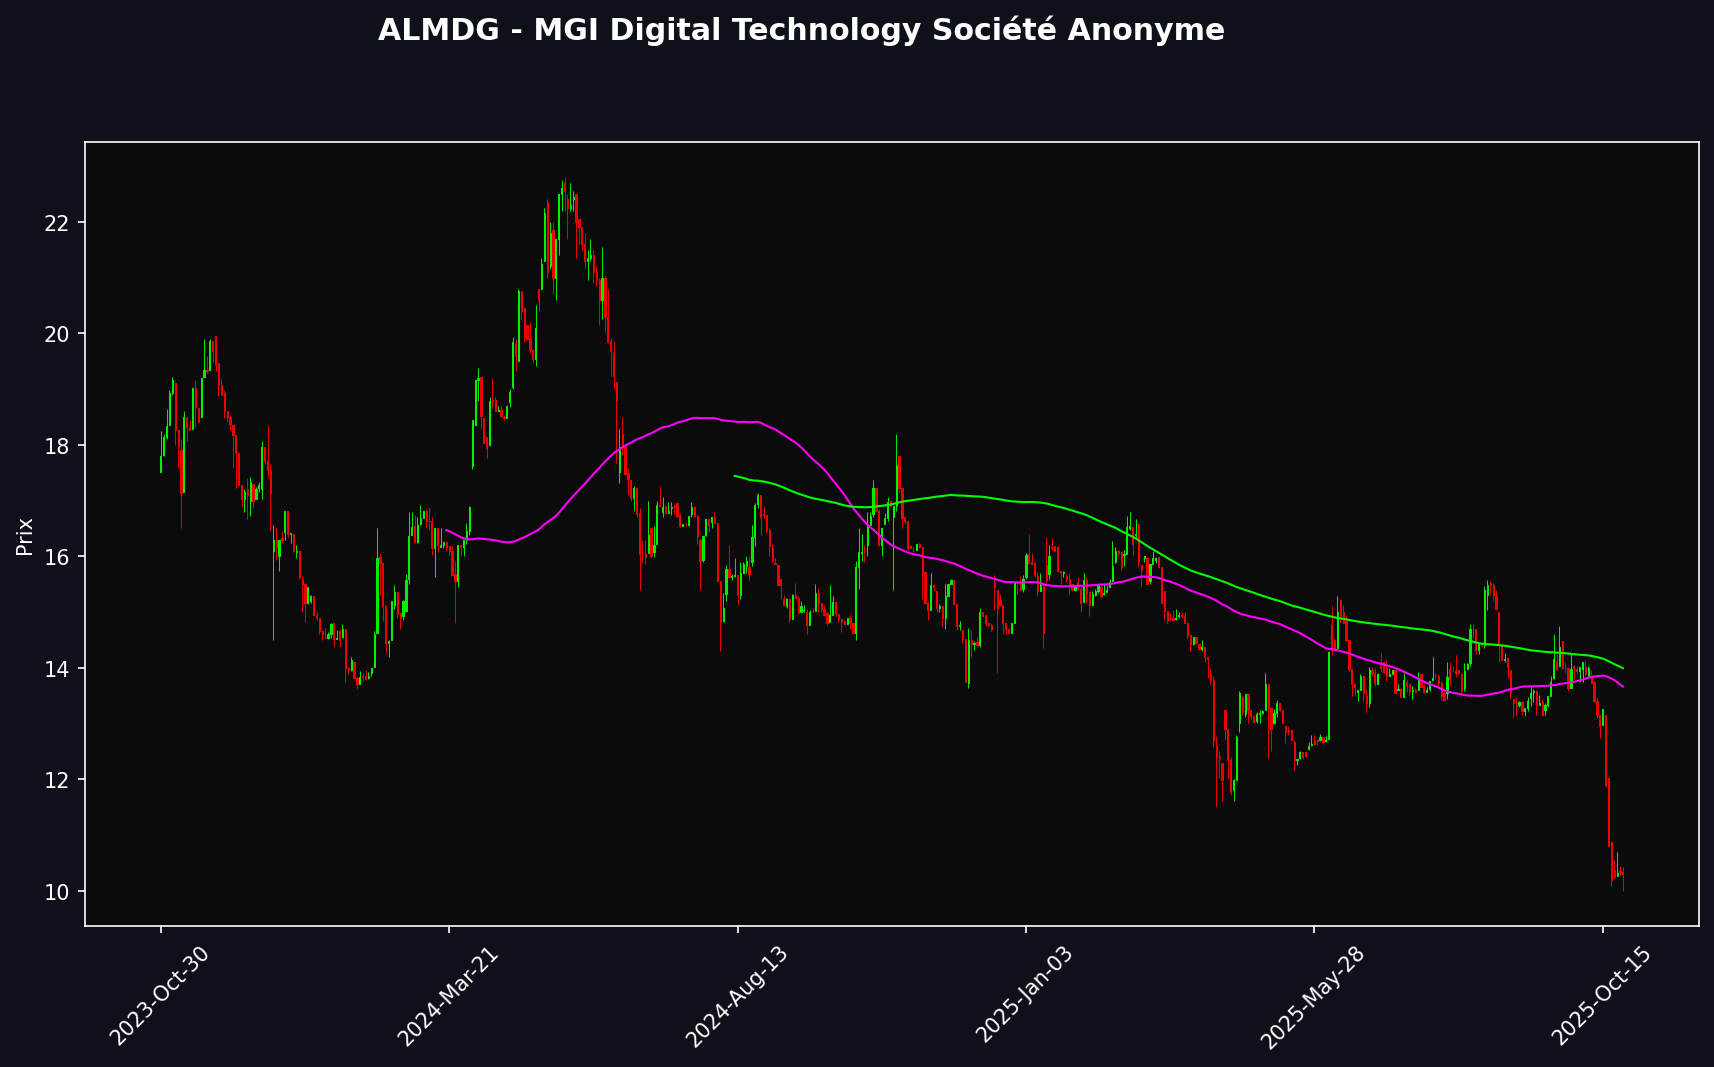 ALMDG - MGI Digital Technology Société Anonyme
Prix
22
20
18
16
14
12
10
2023-Oct-30
2024-Mar-21
2024-Aug-13
2025-Jan-03
2025-May-28
2025-Oct-15